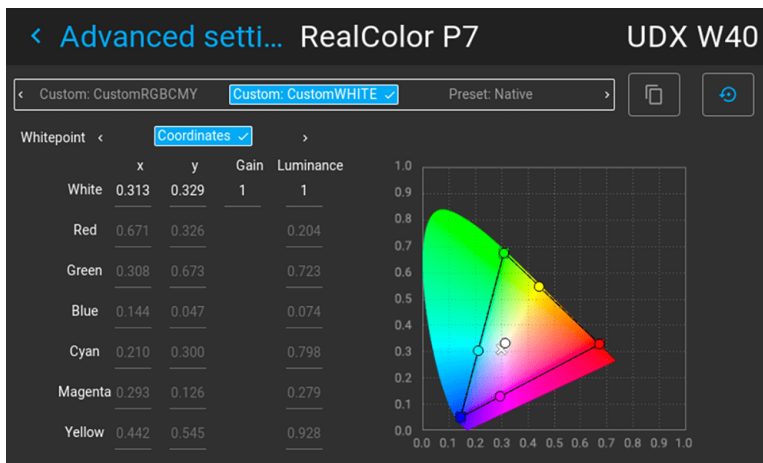 ‹ Advanced setti... RealColor P7 UDX W40
‹ Custom: CustomRGBCMY Custom: CustomWHITE ✓ Preset: Native ›
Whitepoint ‹ Coordinates ✓ ›
x y Gain Luminance
White 0.313 0.329 1 1
Red 0.671 0.326 0.204
Green 0.308 0.673 0.723
Blue 0.144 0.047 0.074
Cyan 0.210 0.300 0.798
Magenta 0.293 0.126 0.279
Yellow 0.442 0.545 0.928
1.0
0.9
0.8
0.7
0.6
0.5
0.4
0.3
0.2
0.1
0.0
0.0 0.1 0.2 0.3 0.4 0.5 0.6 0.7 0.8 0.9 1.0